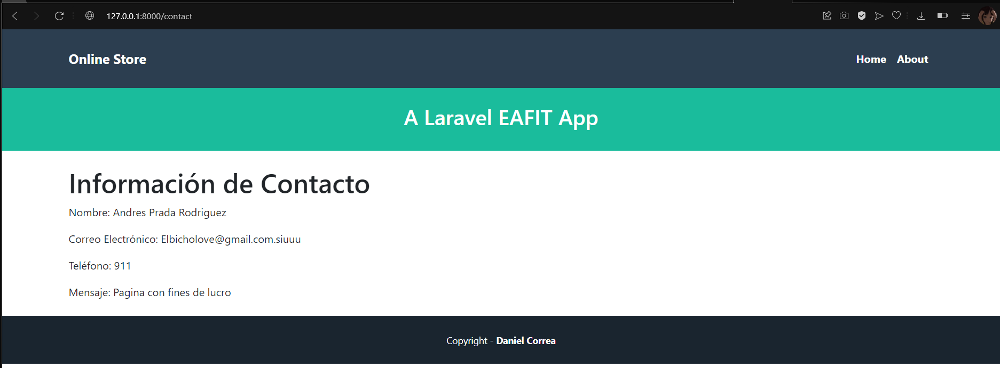 127.0.0.1:8000/contact
Online Store
Home About
A Laravel EAFIT App
Información de Contacto
Nombre: Andres Prada Rodriguez
Correo Electrónico: Elbicholove@gmail.com.siuuu
Teléfono: 911
Mensaje: Pagina con fines de lucro
Copyright - Daniel Correa